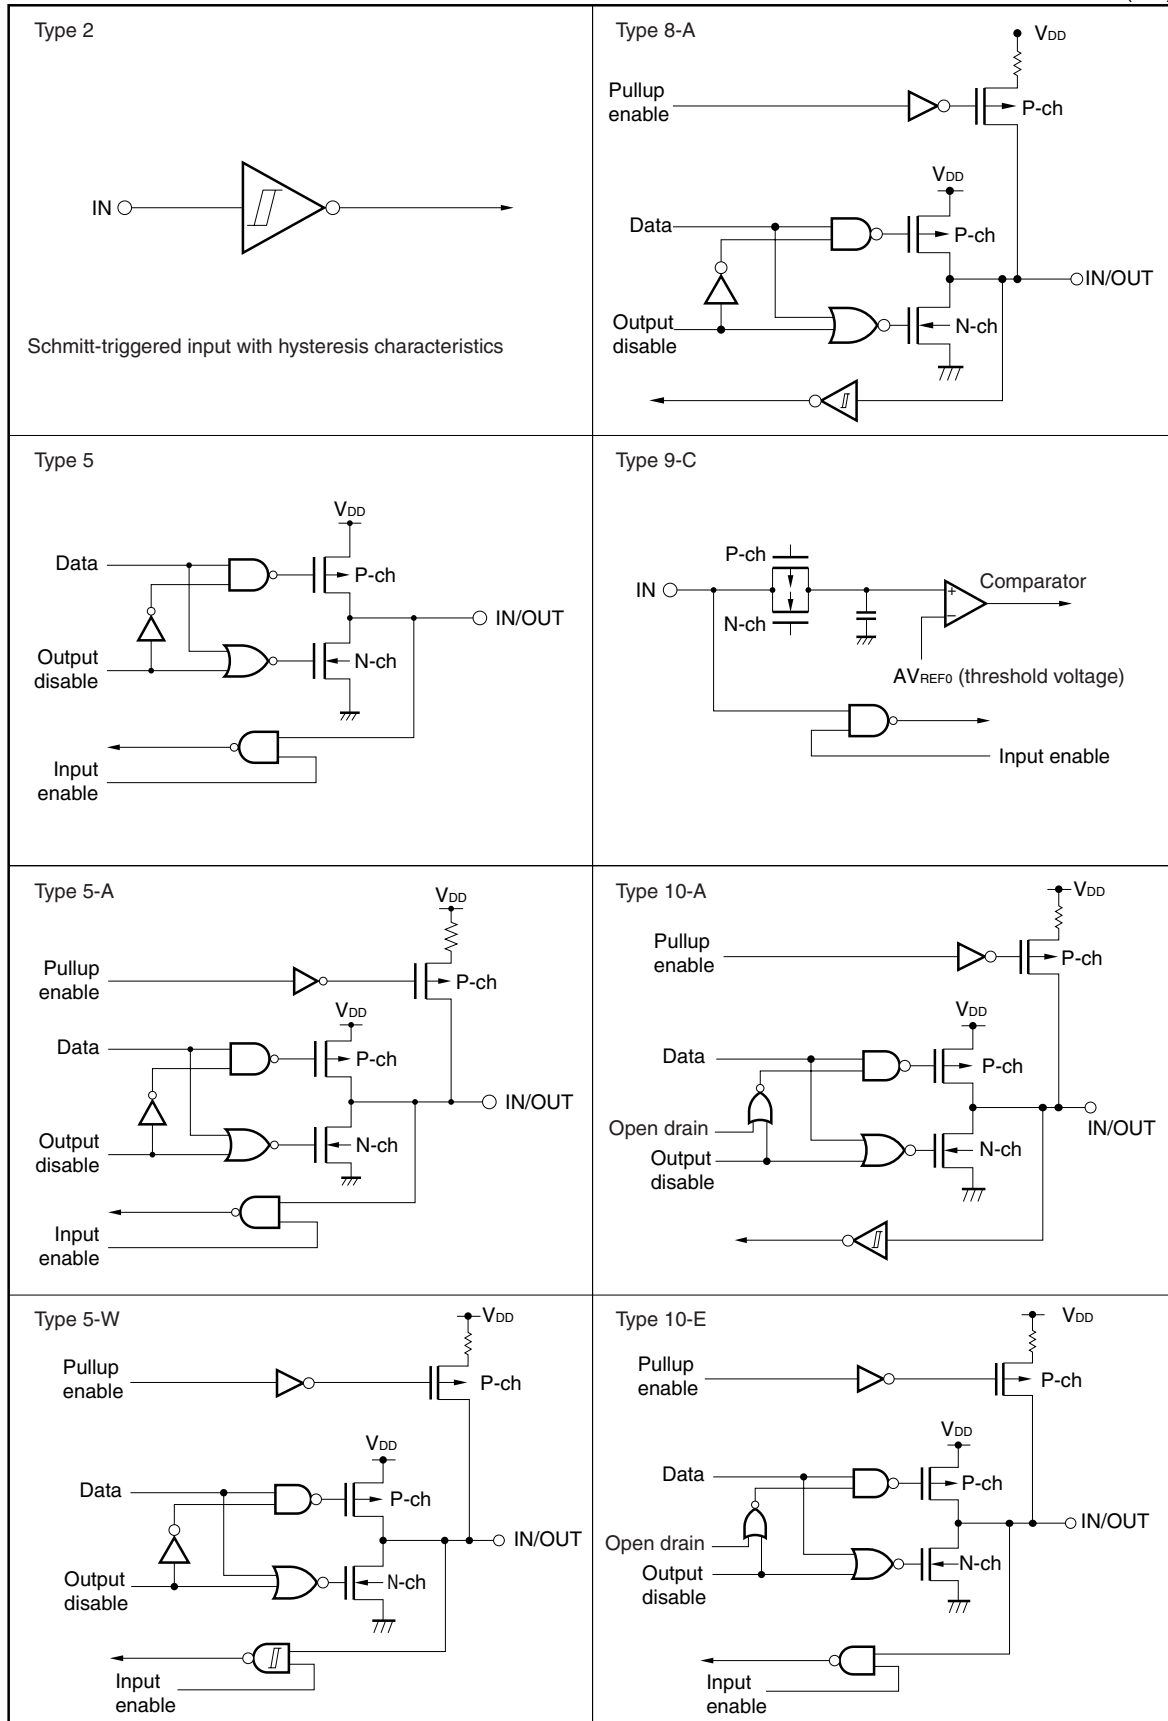 Type 2
IN
Schmitt-triggered input with hysteresis characteristics
Type 8-A
VDD
Pullup
enable
P-ch
VDD
Data
P-ch
IN/OUT
Output
disable
N-ch
Type 5
VDD
Data
P-ch
IN/OUT
Output
disable
N-ch
Input
enable
Type 9-C
P-ch
IN
N-ch
Comparator
+
−
AVREF0 (threshold voltage)
Input enable
Type 5-A
VDD
Pullup
enable
P-ch
VDD
Data
P-ch
IN/OUT
Output
disable
N-ch
Input
enable
Type 10-A
VDD
Pullup
enable
P-ch
VDD
Data
P-ch
Open drain
IN/OUT
Output
disable
N-ch
Type 5-W
VDD
Pullup
enable
P-ch
VDD
Data
P-ch
IN/OUT
Output
disable
N-ch
Input
enable
Type 10-E
VDD
Pullup
enable
P-ch
VDD
Data
P-ch
IN/OUT
Open drain
Output
disable
N-ch
Input
enable